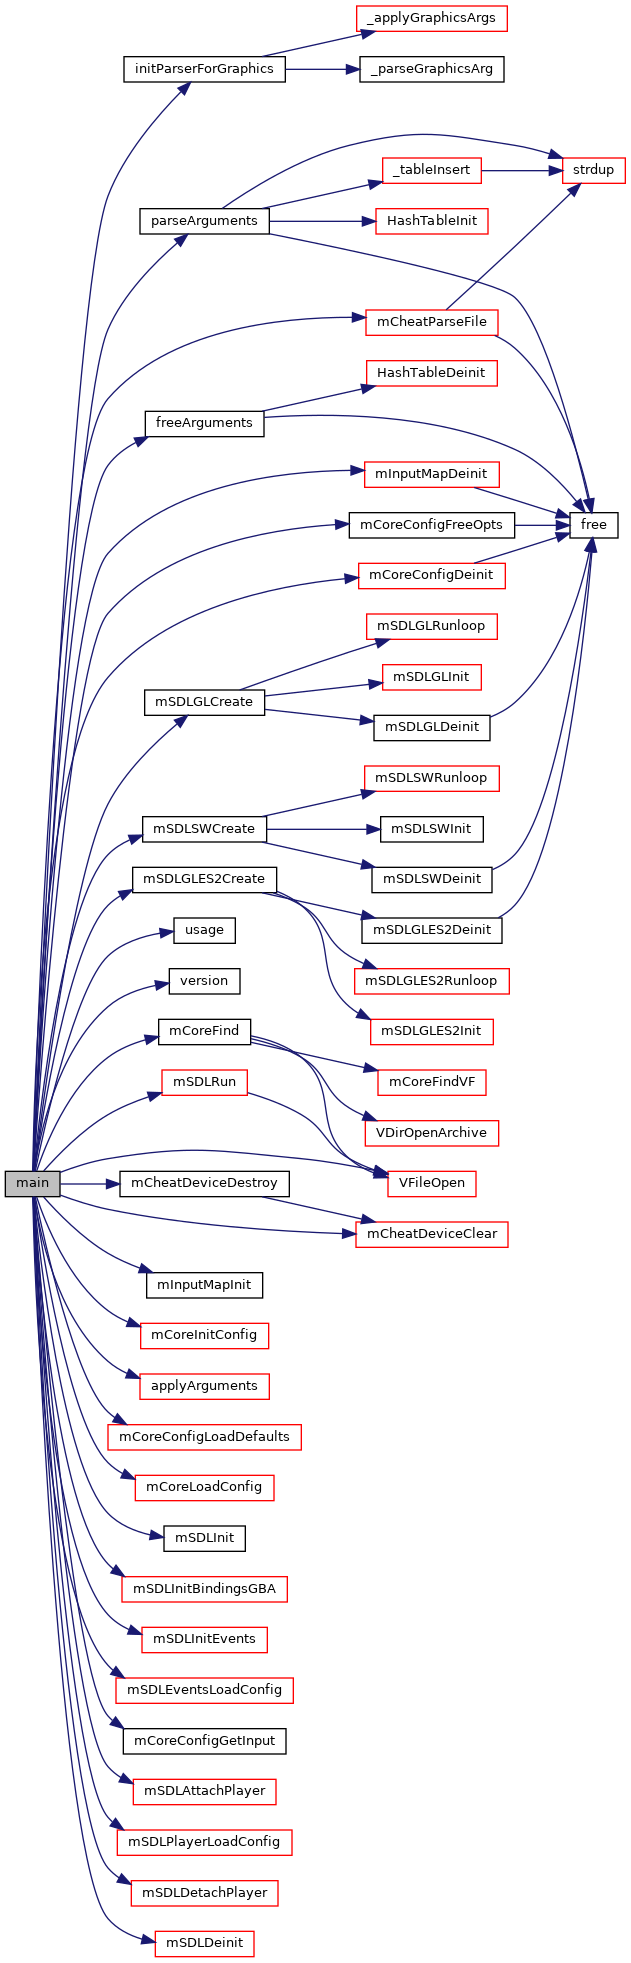 _applyGraphicsArgs
initParserForGraphics
_parseGraphicsArg
_tableInsert
strdup
parseArguments
HashTableInit
mCheatParseFile
HashTableDeinit
freeArguments
mInputMapDeinit
mCoreConfigFreeOpts
free
mCoreConfigDeinit
mSDLGLRunloop
mSDLGLInit
mSDLGLCreate
mSDLGLDeinit
mSDLSWRunloop
mSDLSWCreate
mSDLSWInit
mSDLSWDeinit
mSDLGLES2Create
usage
mSDLGLES2Deinit
version
mSDLGLES2Runloop
mCoreFind
mSDLGLES2Init
mSDLRun
mCoreFindVF
VDirOpenArchive
main
mCheatDeviceDestroy
VFileOpen
mCheatDeviceClear
mInputMapInit
mCoreInitConfig
applyArguments
mCoreConfigLoadDefaults
mCoreLoadConfig
mSDLInit
mSDLInitBindingsGBA
mSDLInitEvents
mSDLEventsLoadConfig
mCoreConfigGetInput
mSDLAttachPlayer
mSDLPlayerLoadConfig
mSDLDetachPlayer
mSDLDeinit